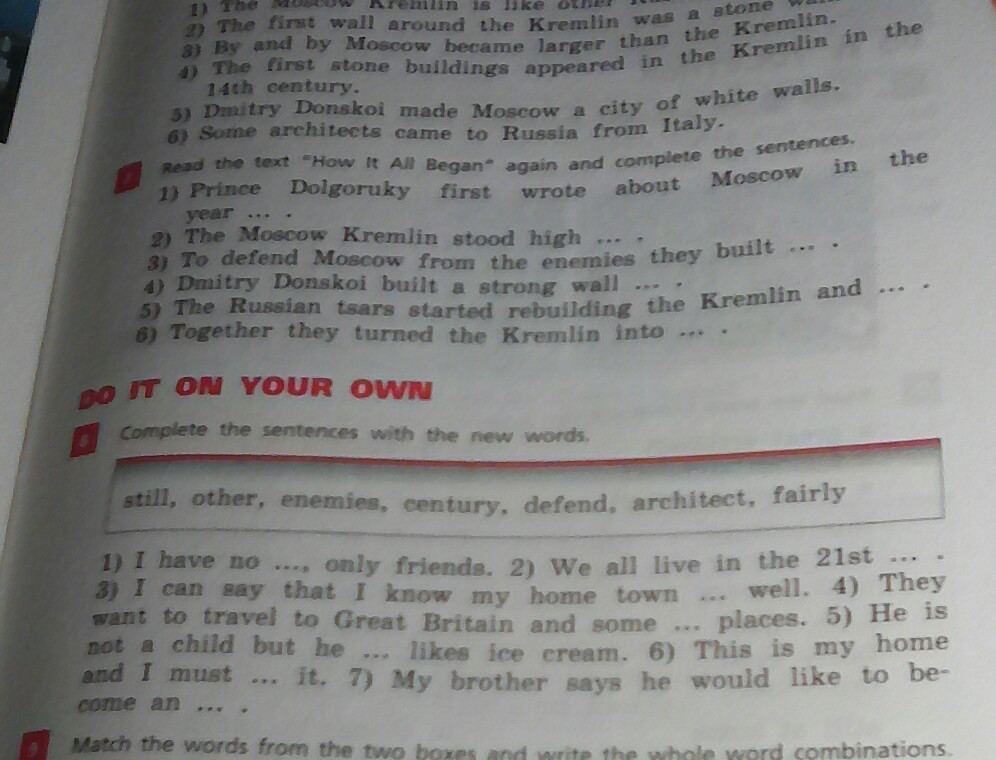 1) The Moscow Kremlin is like other
2) The first wall around the Kremlin was a stone
3) By and by Moscow became larger than the Kremlin.
4) The first stone buildings appeared in the Kremlin in the
14th century.
5) Dmitry Donskoi made Moscow a city of white walls.
6) Some architects came to Russia from Italy.
Read the text "How It All Began" again and complete the sentences.
1) Prince Dolgoruky first wrote about Moscow in the
year ... .
2) The Moscow Kremlin stood high ... .
3) To defend Moscow from the enemies they built ... .
4) Dmitry Donskoi built a strong wall ... .
5) The Russian tsars started rebuilding the Kremlin and ... .
6) Together they turned the Kremlin into ... .
DO IT ON YOUR OWN
8 Complete the sentences with the new words.
still, other, enemies, century, defend, architect, fairly
1) I have no ..., only friends. 2) We all live in the 21st ... .
3) I can say that I know my home town ... well. 4) They
want to travel to Great Britain and some ... places. 5) He is
not a child but he ... likes ice cream. 6) This is my home
and I must ... it. 7) My brother says he would like to be-
come an ... .
9 Match the words from the two boxes and write the whole word combinations.